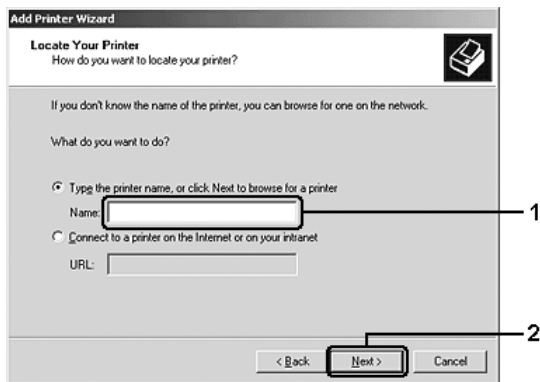 Add Printer Wizard
Locate Your Printer
How do you want to locate your printer?
If you don't know the name of the printer, you can browse for one on the network.
What do you want to do?
Type the printer name, or click Next to browse for a printer
Name:
1
Connect to a printer on the Internet or on your intranet
URL:
2
< Back Next > Cancel